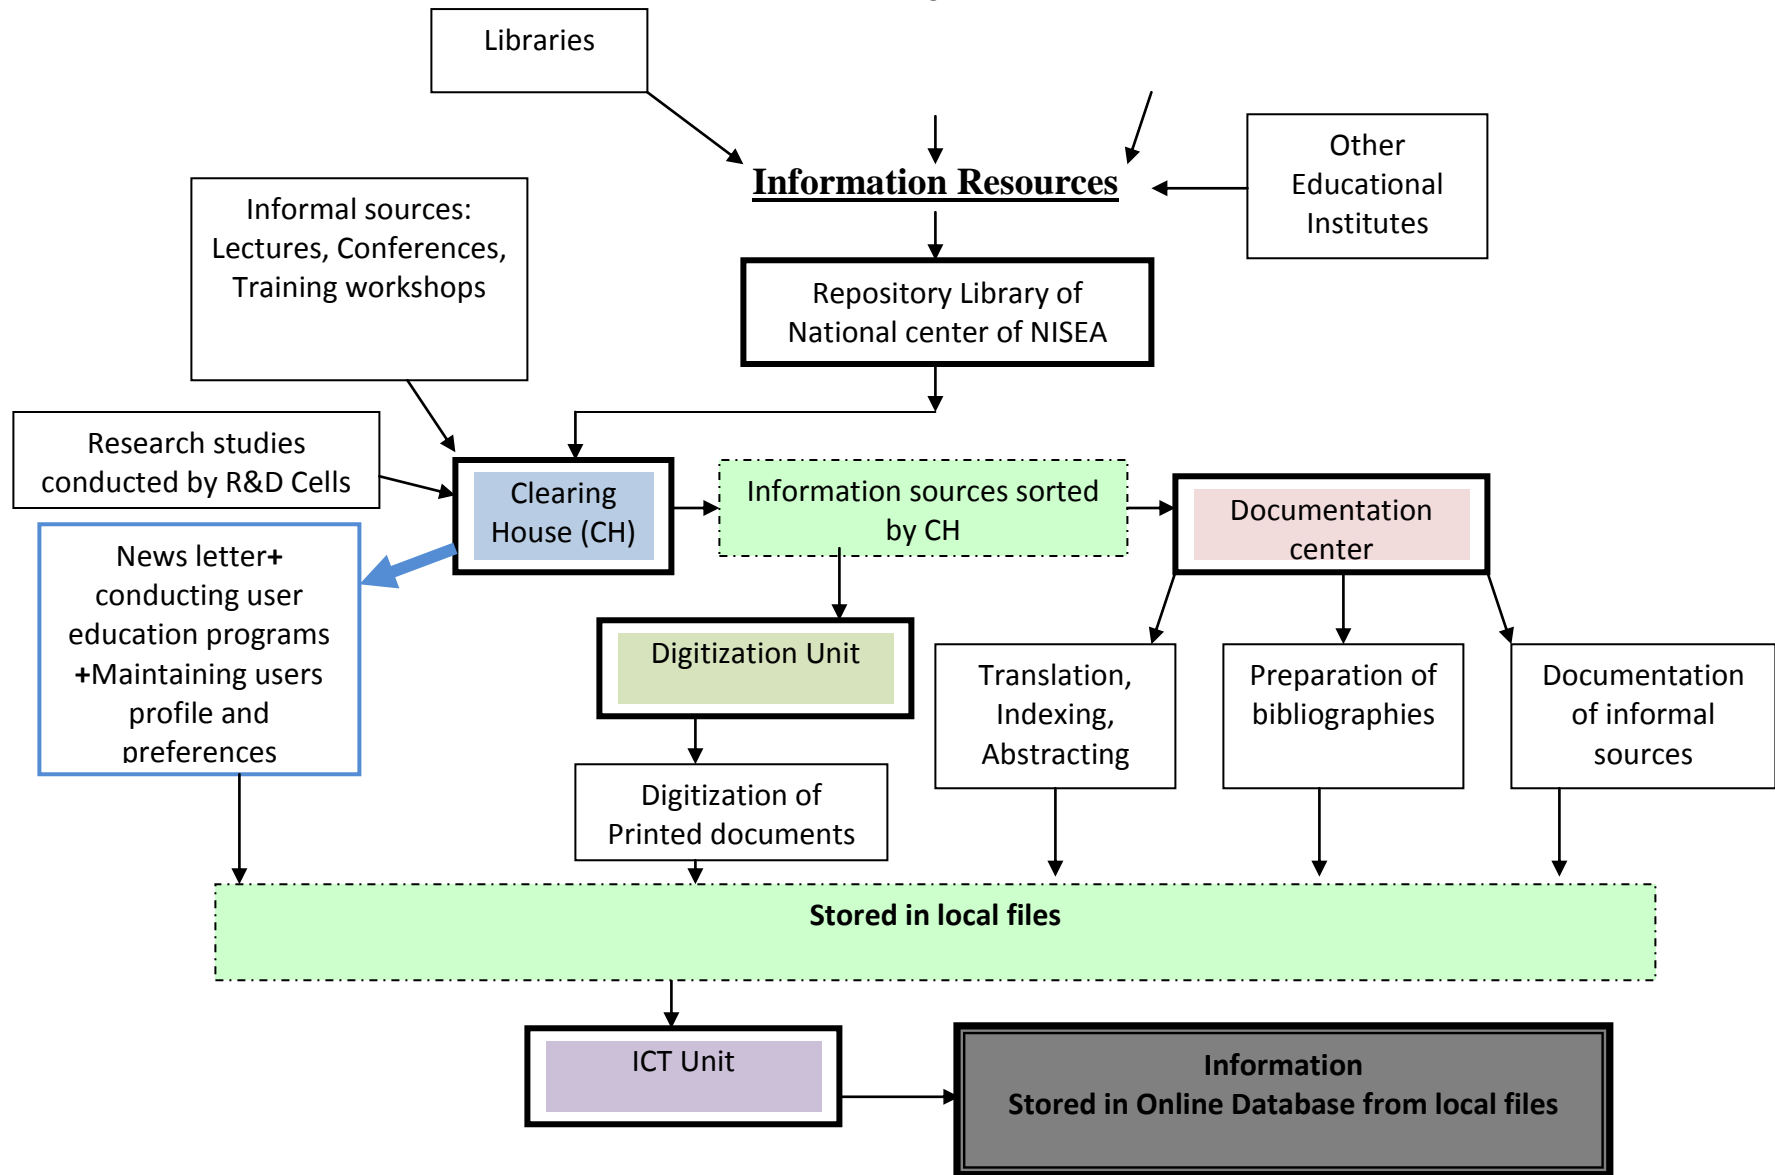 Libraries
Other
Educational
Institutes
Information Resources
Informal sources:
Lectures, Conferences,
Training workshops
Repository Library of
National center of NISEA
Research studies
conducted by R&D Cells
Clearing
House (CH)
Information sources sorted
by CH
Documentation
center
News letter+
conducting user
education programs
+Maintaining users
profile and
preferences
Digitization Unit
Translation,
Indexing,
Abstracting
Preparation of
bibliographies
Documentation
of informal
sources
Digitization of
Printed documents
Stored in local files
ICT Unit
Information
Stored in Online Database from local files